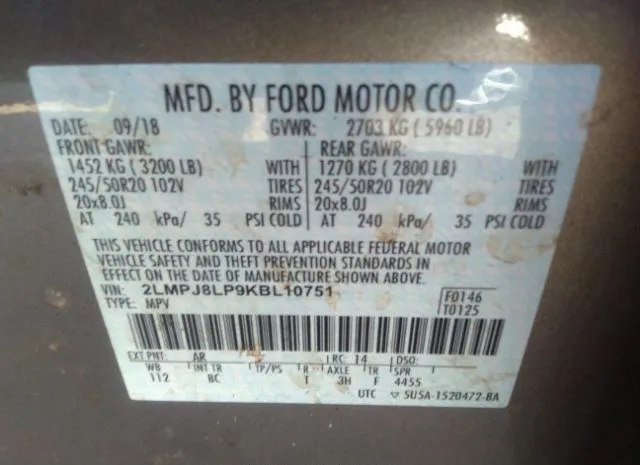 MFD. BY FORD MOTOR CO.
DATE: 09/18 GVWR: 2703 KG ( 5960 LB)
FRONT GAWR: REAR GAWR:
1452 KG ( 3200 LB) WITH 1270 KG ( 2800 LB) WITH
245/50R20 102V TIRES 245/50R20 102V TIRES
20x8.0J RIMS 20x8.0J RIMS
AT 240 kPa/ 35 PSI COLD AT 240 kPa/ 35 PSI COLD
THIS VEHICLE CONFORMS TO ALL APPLICABLE FEDERAL MOTOR
VEHICLE SAFETY AND THEFT PREVENTION STANDARDS IN
EFFECT ON THE DATE OF MANUFACTURE SHOWN ABOVE.
VIN: 2LMPJ8LP9KBL10751 F0146
TYPE: MPV T0125
EXT PNT: AR RC: 14 DSO:
WB INT TR TP/PS R AXLE TR SPR
112 BC T 3H F 4455
UTC ▽ 5U5A-1520472-BA